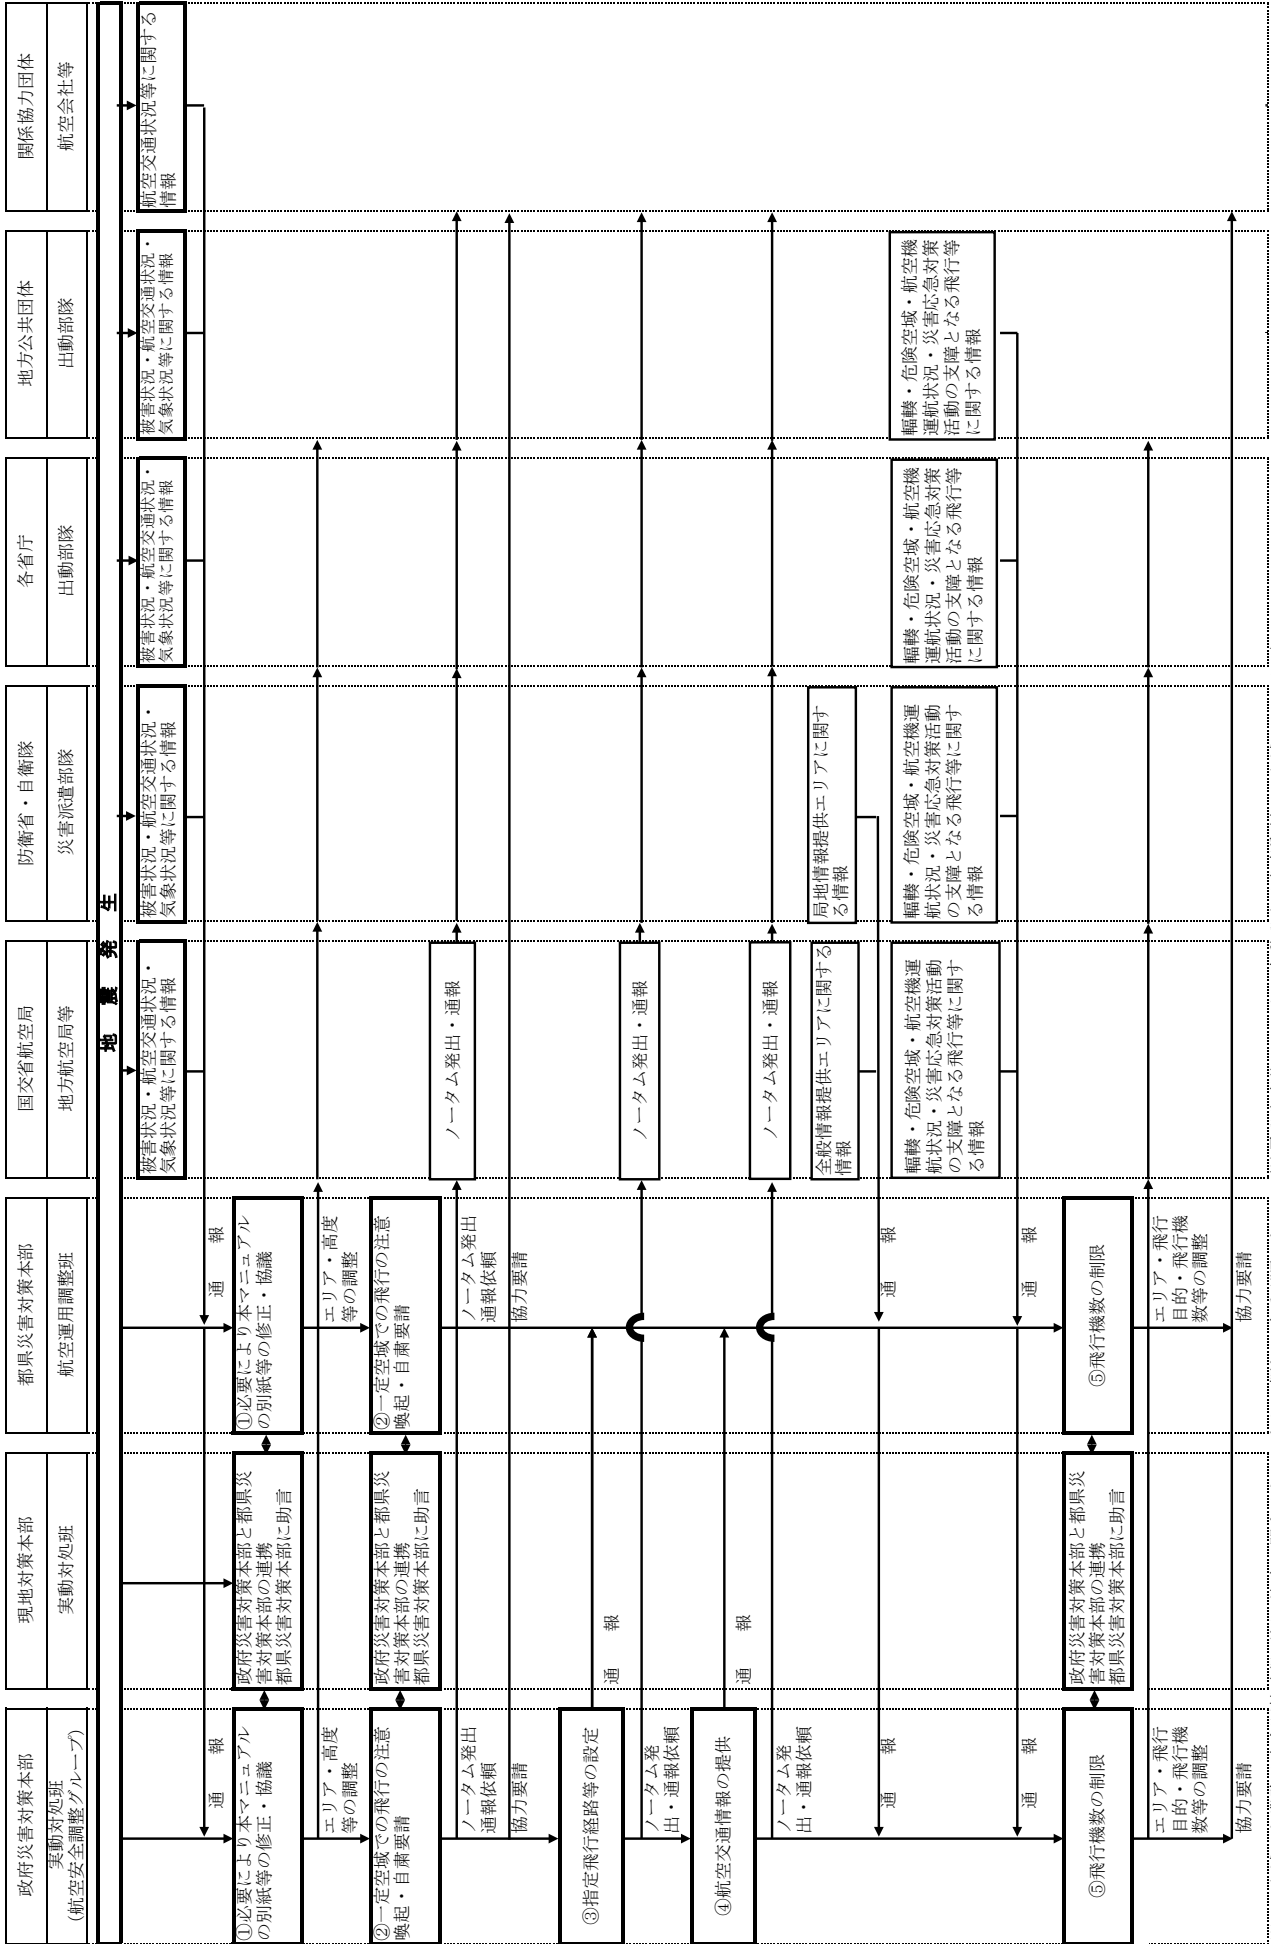 政府災害対策本部
実動対処班
(航空安全調整グループ)
現地対策本部
実動対処班
都県災害対策本部
航空運用調整班
国交省航空局
地方航空局等
防衛省・自衛隊
災害派遣部隊
各省庁
出動部隊
地方公共団体
出動部隊
関係協力団体
航空会社等
地 震 発 生
被害状況・航空交通状況・
気象状況等に関する情報
被害状況・航空交通状況・
気象状況等に関する情報
被害状況・航空交通状況・
気象状況等に関する情報
被害状況・航空交通状況・
気象状況等に関する情報
航空交通状況等に関する
情報
通 報
通 報
①必要により本マニュアル
の別紙等の修正・協議
政府災害対策本部と都県災
害対策本部の連携
都県災害対策本部に助言
①必要により本マニュアル
の別紙等の修正・協議
エリア・高度
等の調整
エリア・高度
等の調整
②一定空域での飛行の注意
喚起・自粛要請
政府災害対策本部と都県災
害対策本部の連携
都県災害対策本部に助言
②一定空域での飛行の注意
喚起・自粛要請
ノータム発出
通報依頼
ノータム発出
通報依頼
ノータム発出・通報
協力要請
協力要請
③指定飛行経路等の設定
通 報
ノータム発
出・通報依頼
ノータム発出・通報
④航空交通情報の提供
通 報
ノータム発
出・通報依頼
ノータム発出・通報
全般情報提供エリアに関する
情報
局地情報提供エリアに関す
る情報
通 報
通 報
輻輳・危険空域・航空機運
航状況・災害応急対策活動
の支障となる飛行等に関す
る情報
輻輳・危険空域・航空機運
航状況・災害応急対策活動
の支障となる飛行等に関す
る情報
輻輳・危険空域・航空機
運航状況・災害応急対策
活動の支障となる飛行等
に関する情報
輻輳・危険空域・航空機
運航状況・災害応急対策
活動の支障となる飛行等
に関する情報
通 報
通 報
⑤飛行機数の制限
政府災害対策本部と都県災
害対策本部の連携
都県災害対策本部に助言
⑤飛行機数の制限
エリア・飛行
目的・飛行機
数等の調整
エリア・飛行
目的・飛行機
数等の調整
協力要請
協力要請